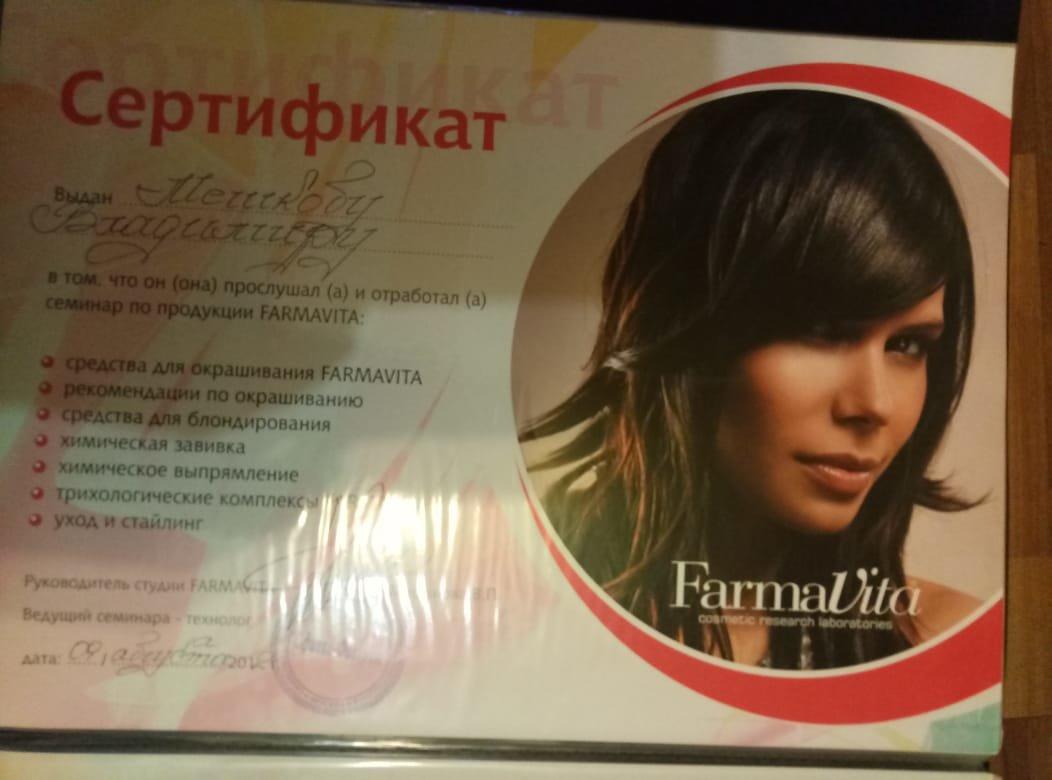 Сертификат
Выдан Мешкову
Владимиру
в том, что он (она) прослушал (а) и отработал (а)
семинар по продукции FARMAVITA:
средства для окрашивания FARMAVITA
рекомендации по окрашиванию
средства для блондирования
химическая завивка
химическое выпрямление
трихологические комплексы
уход и стайлинг
Руководитель студии FARMAVITA
Ведущий семинара - технолог
дата: 09 августа
FarmaVita
cosmetic research laboratories